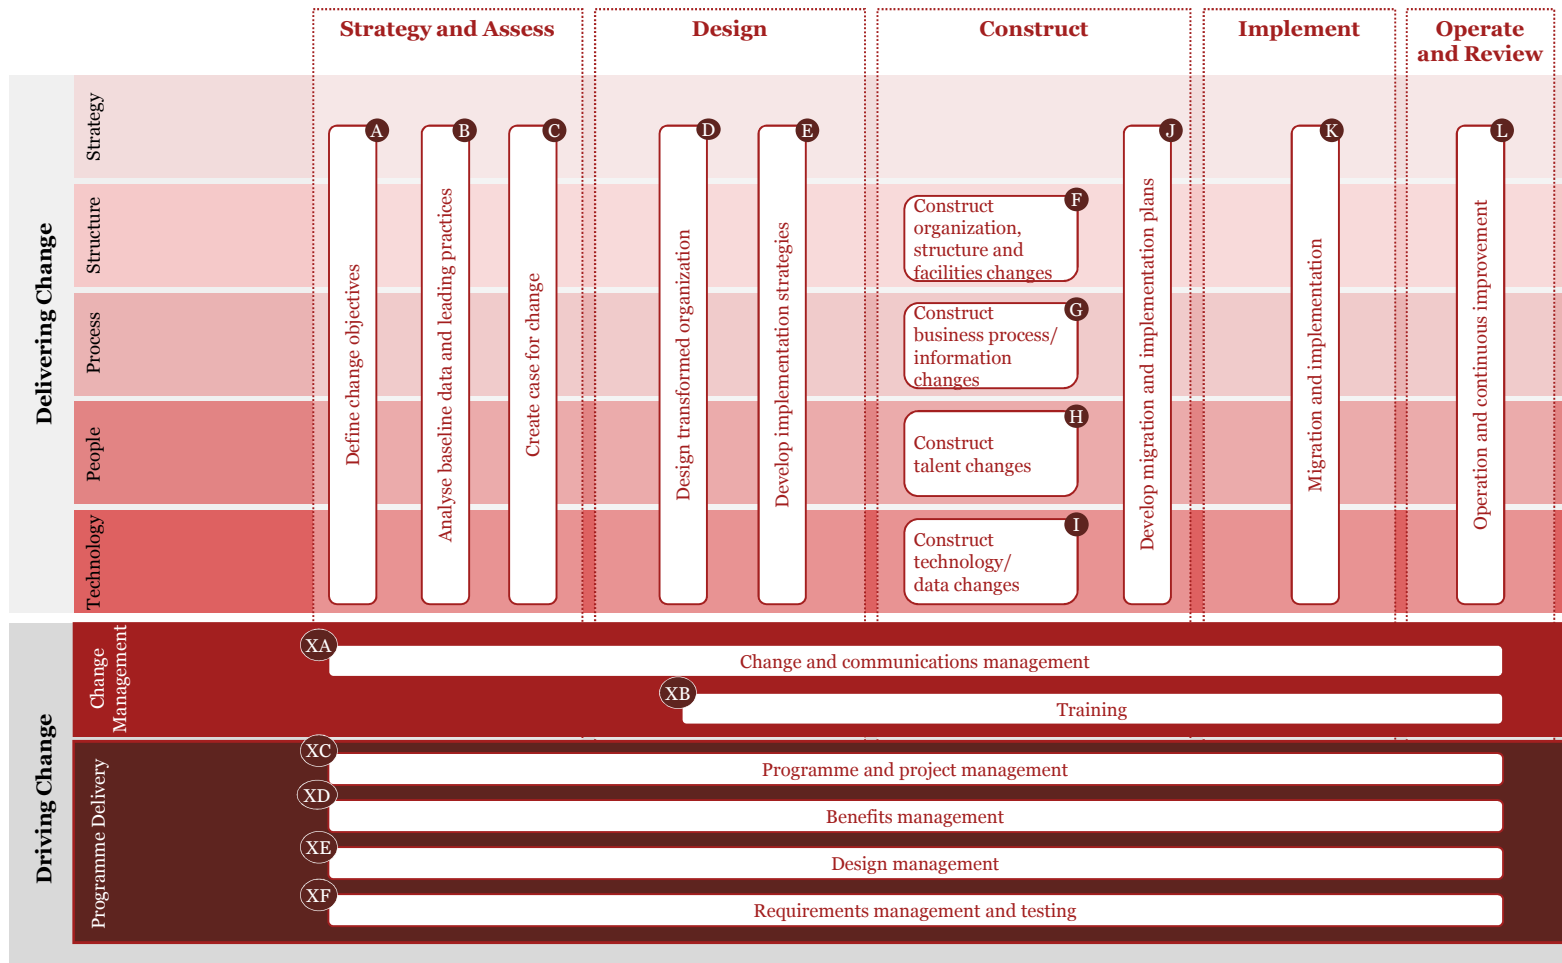 Strategy and Assess
Design
Construct
Implement
Operate
and Review
Delivering Change
Strategy
Structure
Process
People
Technology
A
Define change objectives
B
Analyse baseline data and leading practices
C
Create case for change
D
Design transformed organization
E
Develop implementation strategies
F
Construct
organization,
structure and
facilities changes
G
Construct
business process/
information
changes
H
Construct
talent changes
I
Construct
technology/
data changes
J
Develop migration and implementation plans
K
Migration and implementation
L
Operation and continuous improvement
Driving Change
Change
Management
XA
Change and communications management
XB
Training
Programme Delivery
XC
Programme and project management
XD
Benefits management
XE
Design management
XF
Requirements management and testing